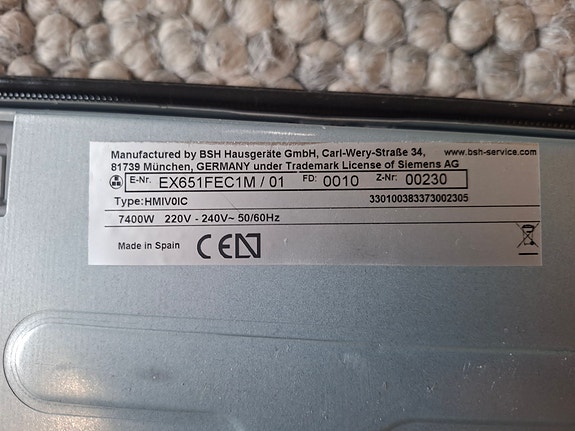 Manufactured by BSH Hausgeräte GmbH, Carl-Wery-Straße 34, www.bsh-service.com
81739 München, GERMANY under Trademark License of Siemens AG
E-Nr. EX651FEC1M / 01 FD: 0010 Z-Nr: 00230
Type: HMIV0IC 330100383373002305
7400W 220V - 240V~ 50/60Hz
Made in Spain CE